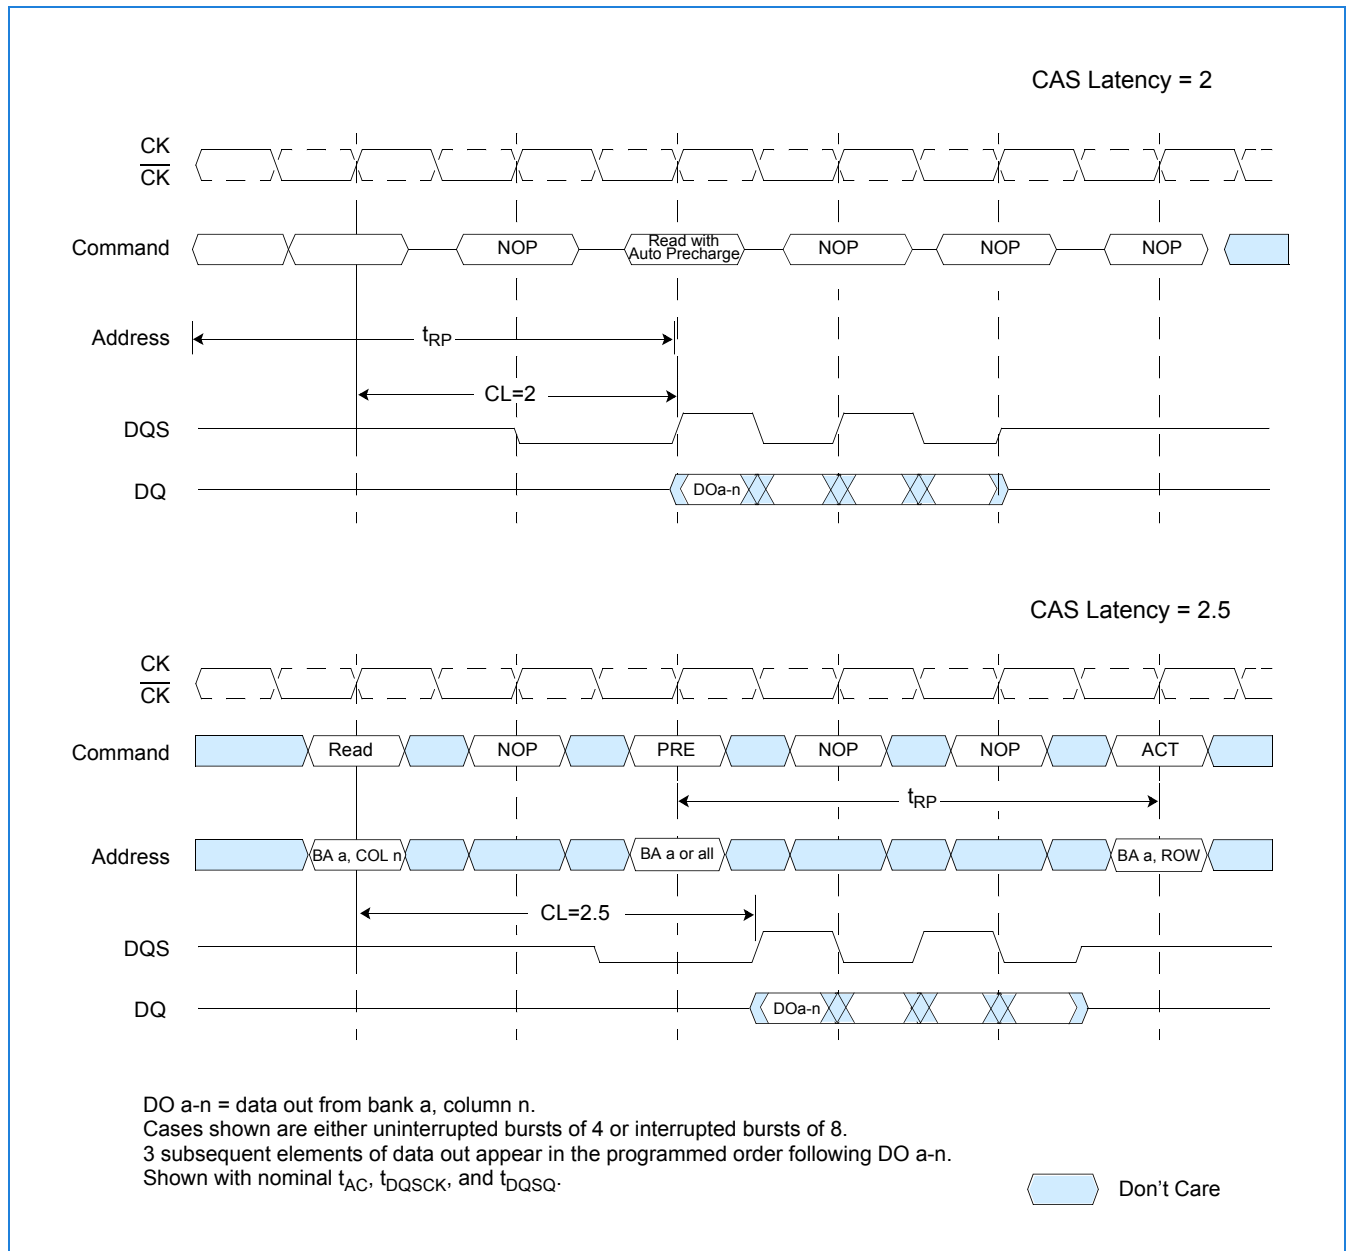 CAS Latency = 2
CK
CK
Command
NOP
Read with
Auto Precharge
NOP
NOP
NOP
Address
tRP
CL=2
DQS
DQ
DOa-n
CAS Latency = 2.5
CK
CK
Command
Read
NOP
PRE
NOP
NOP
ACT
tRP
Address
BA a, COL n
BA a or all
BA a, ROW
CL=2.5
DQS
DQ
DOa-n
DO a-n = data out from bank a, column n.
Cases shown are either uninterrupted bursts of 4 or interrupted bursts of 8.
3 subsequent elements of data out appear in the programmed order following DO a-n.
Shown with nominal tAC, tDQSCK, and tDQSQ.
Don't Care